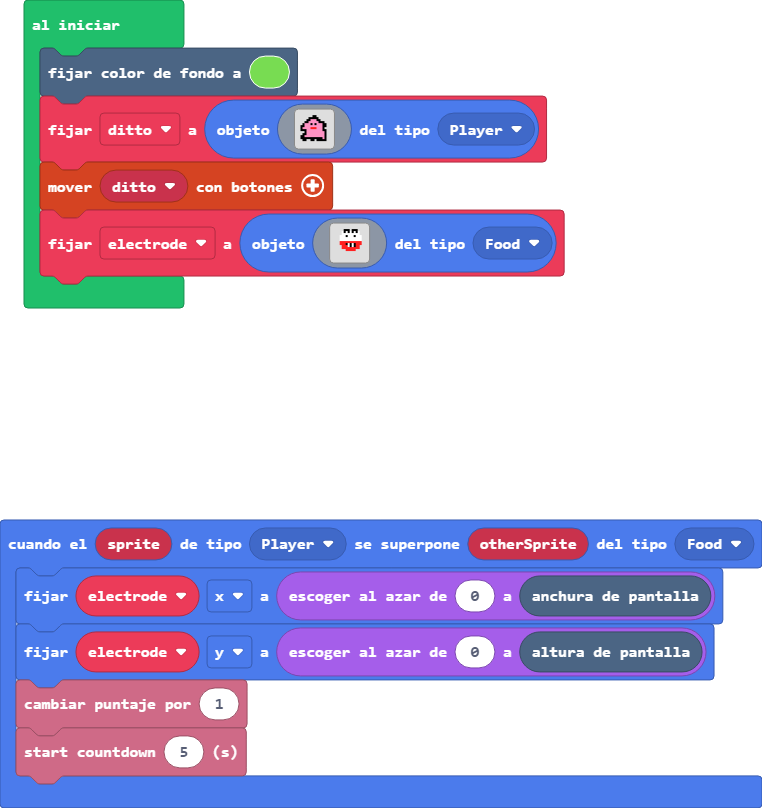 al iniciar
fijar color de fondo a
fijar ditto a objeto del tipo Player
mover ditto con botones
fijar electrode a objeto del tipo Food
cuando el sprite de tipo Player se superpone otherSprite del tipo Food
fijar electrode x a escoger al azar de 0 a anchura de pantalla
fijar electrode y a escoger al azar de 0 a altura de pantalla
cambiar puntaje por 1
start countdown 5 (s)